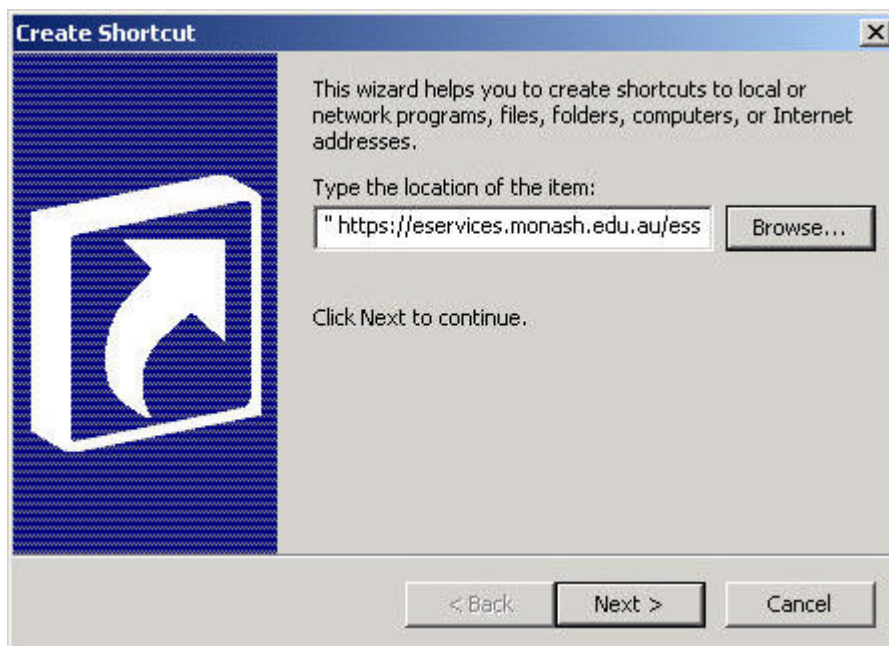 Create Shortcut
This wizard helps you to create shortcuts to local or
network programs, files, folders, computers, or Internet
addresses.
Type the location of the item:
" https://eservices.monash.edu.au/ess
Browse...
Click Next to continue.
< Back
Next >
Cancel